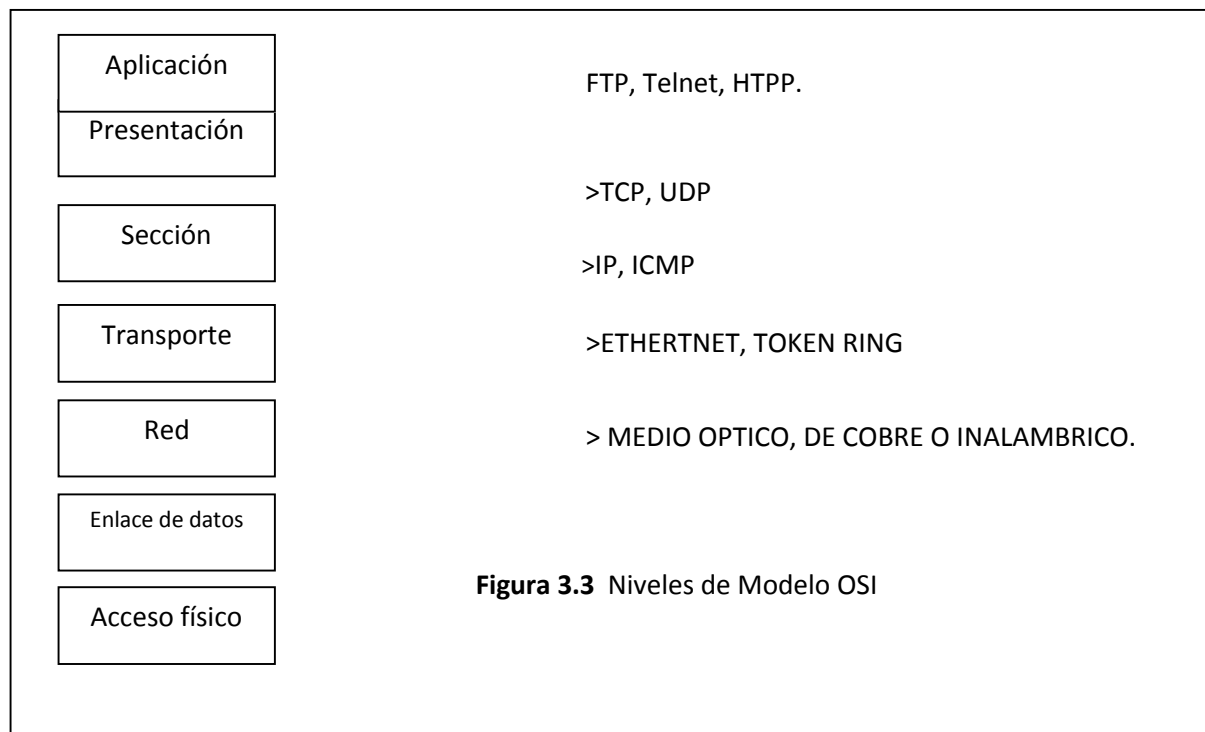 Aplicación
FTP, Telnet, HTPP.
Presentación
>TCP, UDP
Sección
>IP, ICMP
Transporte
>ETHERTNET, TOKEN RING
Red
> MEDIO OPTICO, DE COBRE O INALAMBRICO.
Enlace de datos
Figura 3.3 Niveles de Modelo OSI
Acceso físico